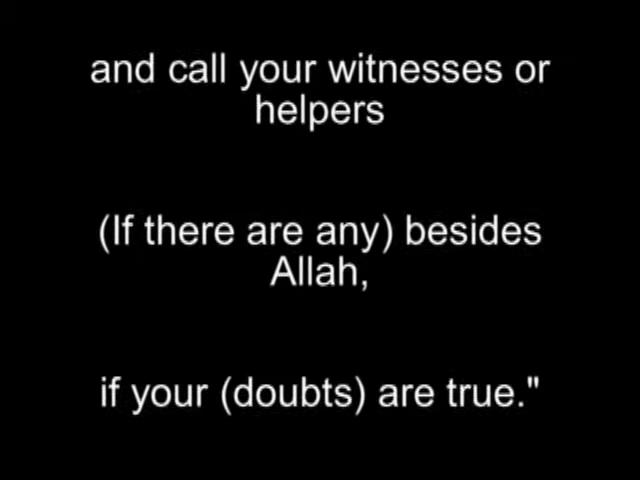 and call your witnesses or
helpers
(If there are any) besides
Allah,
if your (doubts) are true."